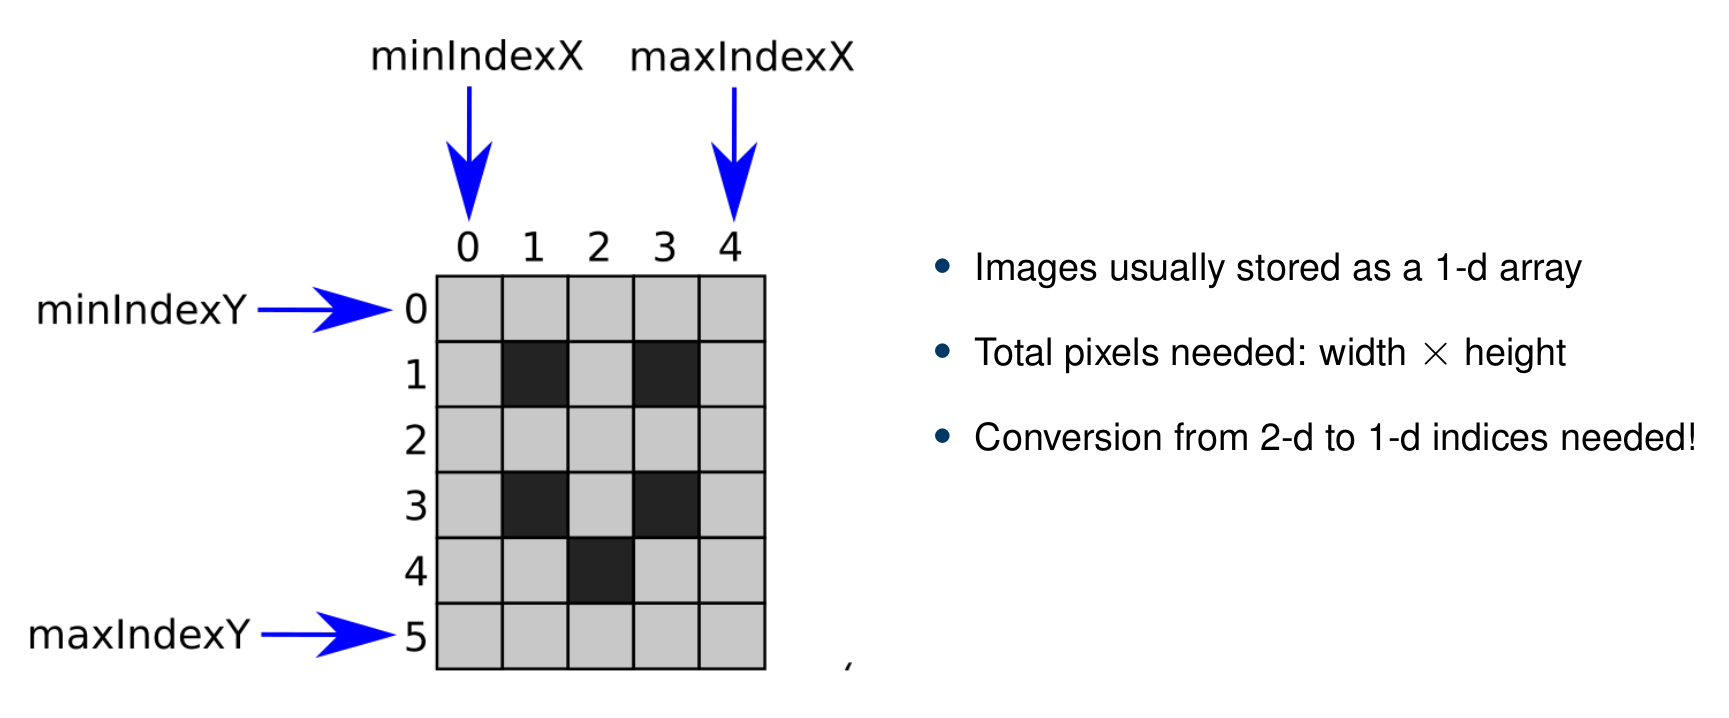 minIndexX maxIndexX
0 1 2 3 4
minIndexY 0
1
2
3
4
maxIndexY 5
• Images usually stored as a 1-d array
• Total pixels needed: width × height
• Conversion from 2-d to 1-d indices needed!